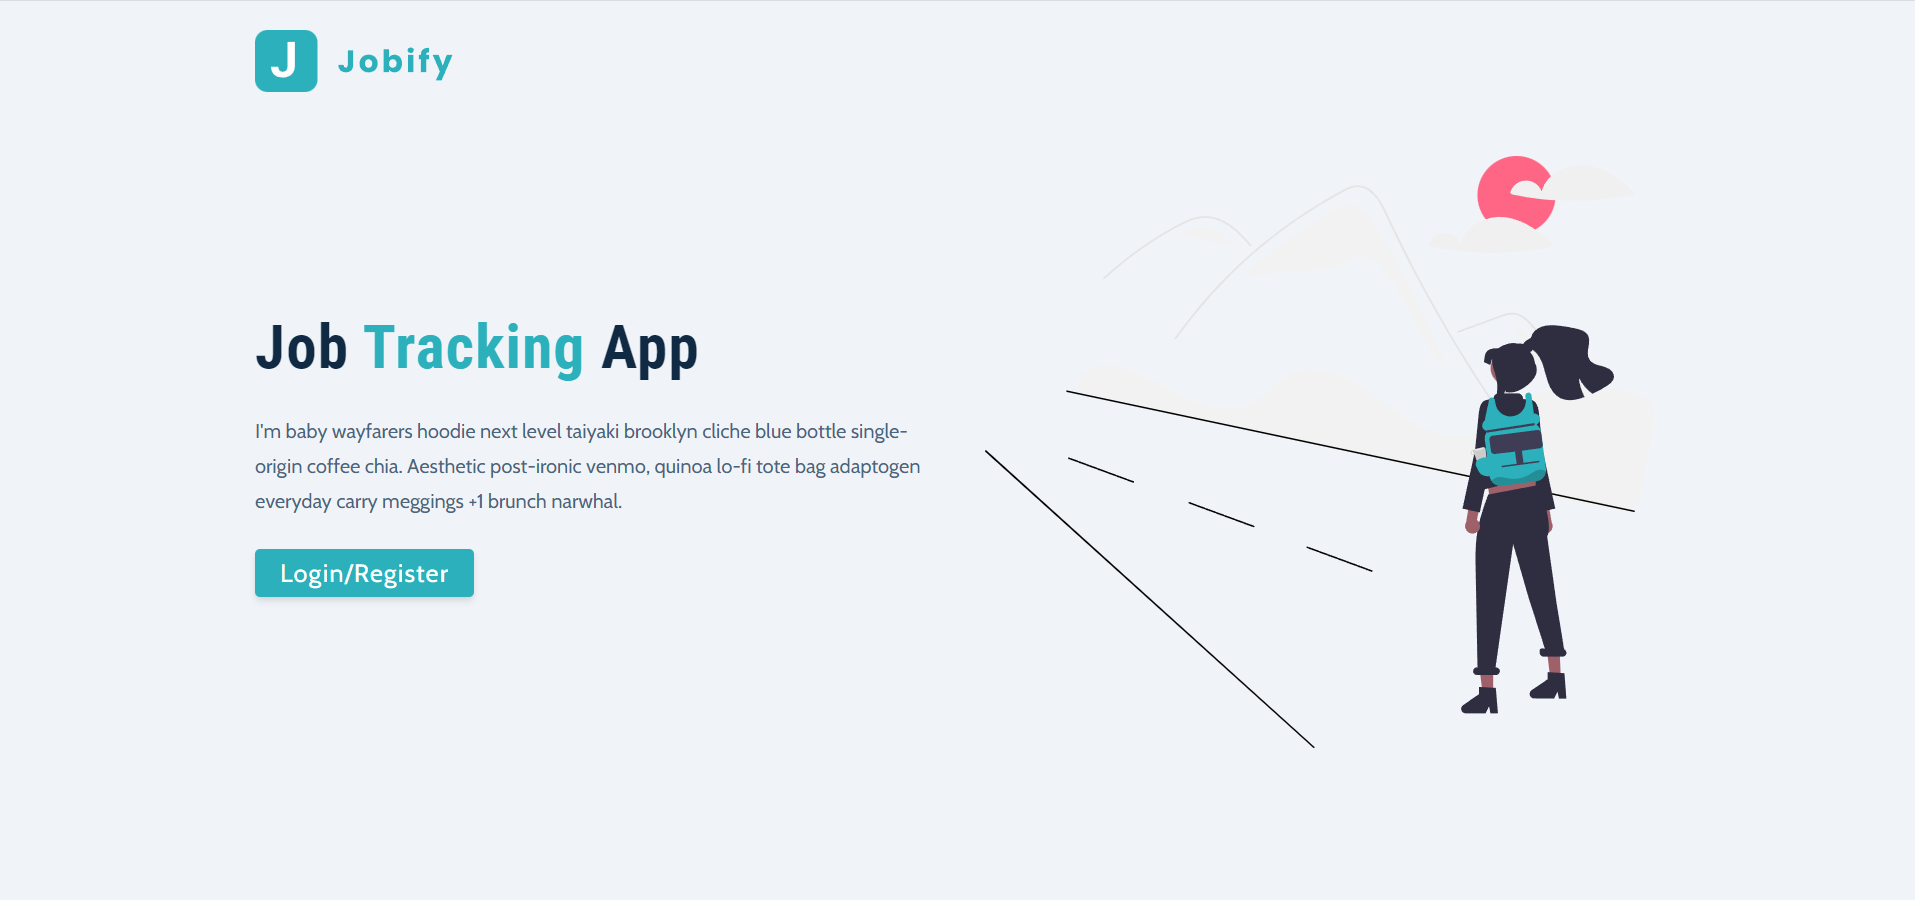 J Jobify
Job Tracking App
I'm baby wayfarers hoodie next level taiyaki brooklyn cliche blue bottle single-
origin coffee chia. Aesthetic post-ironic venmo, quinoa lo-fi tote bag adaptogen
everyday carry meggings +1 brunch narwhal.
Login/Register